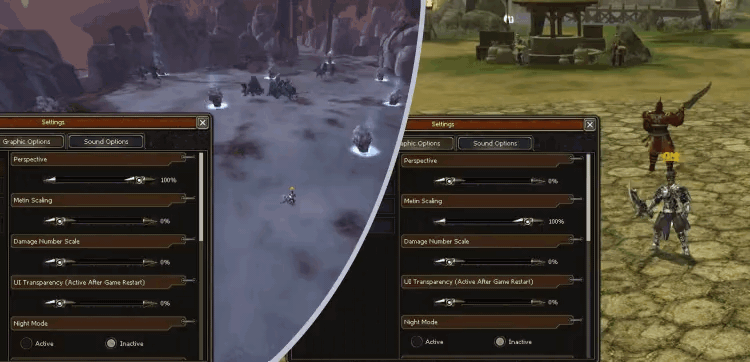 Settings
Graphic Options
Sound Options
Perspective
100%
Metin Scaling
0%
Damage Number Scale
0%
UI Transparency (Active After Game Restart)
0%
Night Mode
Active
Inactive
Settings
phic Options
Sound Options
Perspective
0%
Metin Scaling
100%
Damage Number Scale
0%
UI Transparency (Active After Game Restart)
0%
Night Mode
Active
Inactive